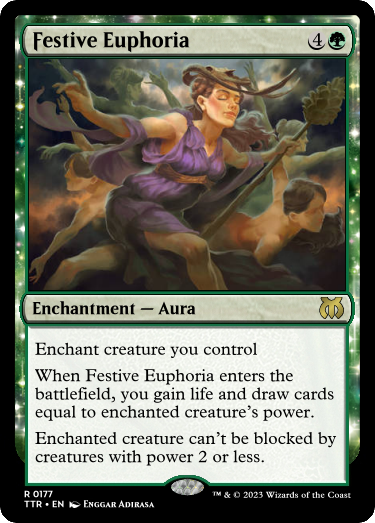 Festive Euphoria 4
Enchantment — Aura
Enchant creature you control
When Festive Euphoria enters the
battlefield, you gain life and draw cards
equal to enchanted creature's power.
Enchanted creature can't be blocked by
creatures with power 2 or less.
R 0177
TTR • EN Enggar Adirasa
™ & © 2023 Wizards of the Coast